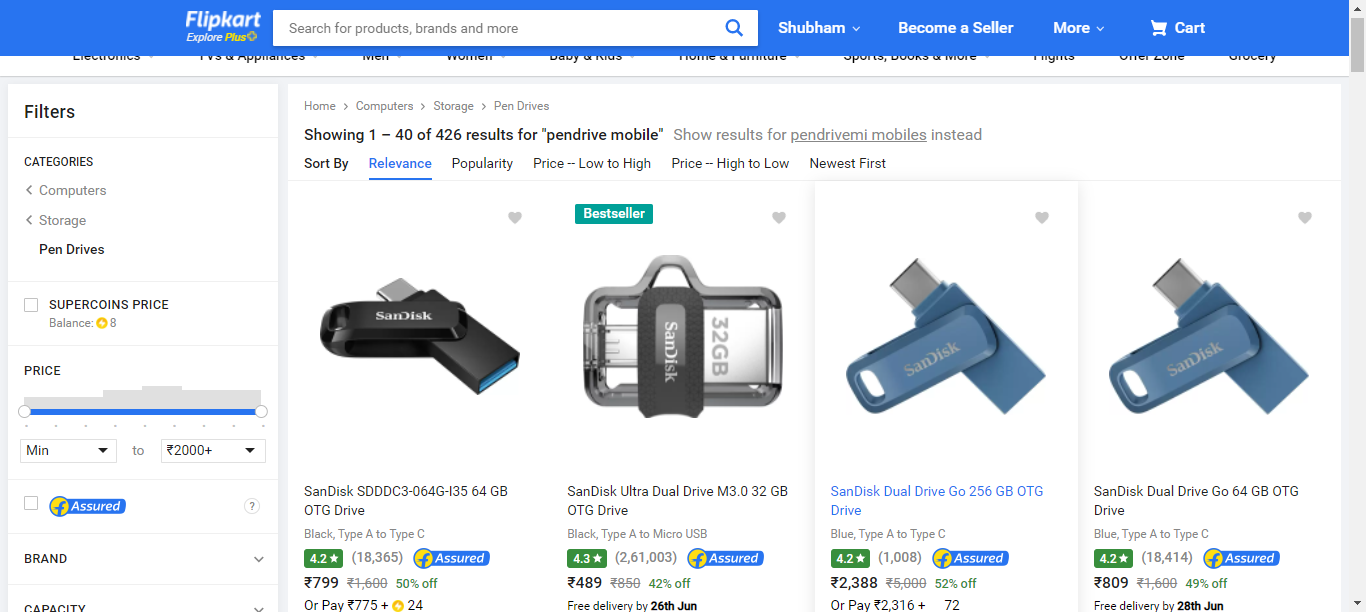 Flipkart
Explore Plus
Search for products, brands and more
Shubham
Become a Seller
More
Cart
Electronics
TVs & Appliances
Men
Women
Baby & Kids
Home & Furniture
Sports, Books & More
Flights
Offer Zone
Grocery
Filters
CATEGORIES
Computers
Storage
Pen Drives
SUPERCOINS PRICE
Balance: 8
PRICE
Min to ₹2000+
Assured ?
BRAND
CAPACITY
Home > Computers > Storage > Pen Drives
Showing 1 – 40 of 426 results for "pendrive mobile" Show results for pendrivemi mobiles instead
Sort By Relevance Popularity Price -- Low to High Price -- High to Low Newest First
SanDisk
SanDisk SDDDC3-064G-I35 64 GB
OTG Drive
Black, Type A to Type C
4.2★ (18,365) Assured
₹799 ₹1,600 50% off
Or Pay ₹775 + 24
Bestseller
SanDisk
32GB
SanDisk Ultra Dual Drive M3.0 32 GB
OTG Drive
Black, Type A to Micro USB
4.3★ (2,61,003) Assured
₹489 ₹850 42% off
Free delivery by 26th Jun
SanDisk
SanDisk Dual Drive Go 256 GB OTG
Drive
Blue, Type A to Type C
4.2★ (1,008) Assured
₹2,388 ₹5,000 52% off
Or Pay ₹2,316 + 72
SanDisk
SanDisk Dual Drive Go 64 GB OTG
Drive
Blue, Type A to Type C
4.2★ (18,414) Assured
₹809 ₹1,600 49% off
Free delivery by 28th Jun